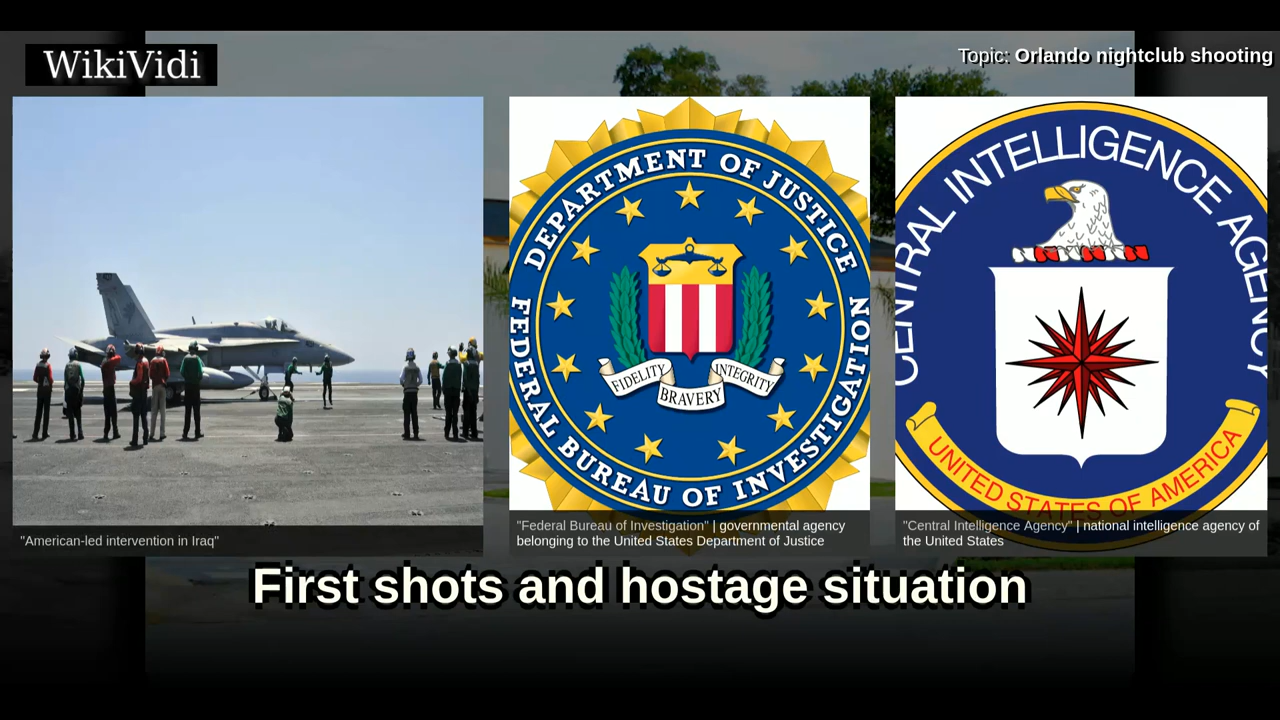 WikiVidi
Topic: Orlando nightclub shooting
DEPARTMENT OF JUSTICE
FEDERAL BUREAU OF INVESTIGATION
FIDELITY
BRAVERY
INTEGRITY
CENTRAL INTELLIGENCE AGENCY
UNITED STATES OF AMERICA
"American-led intervention in Iraq"
"Federal Bureau of Investigation" | governmental agency
belonging to the United States Department of Justice
"Central Intelligence Agency" | national intelligence agency of
the United States
First shots and hostage situation